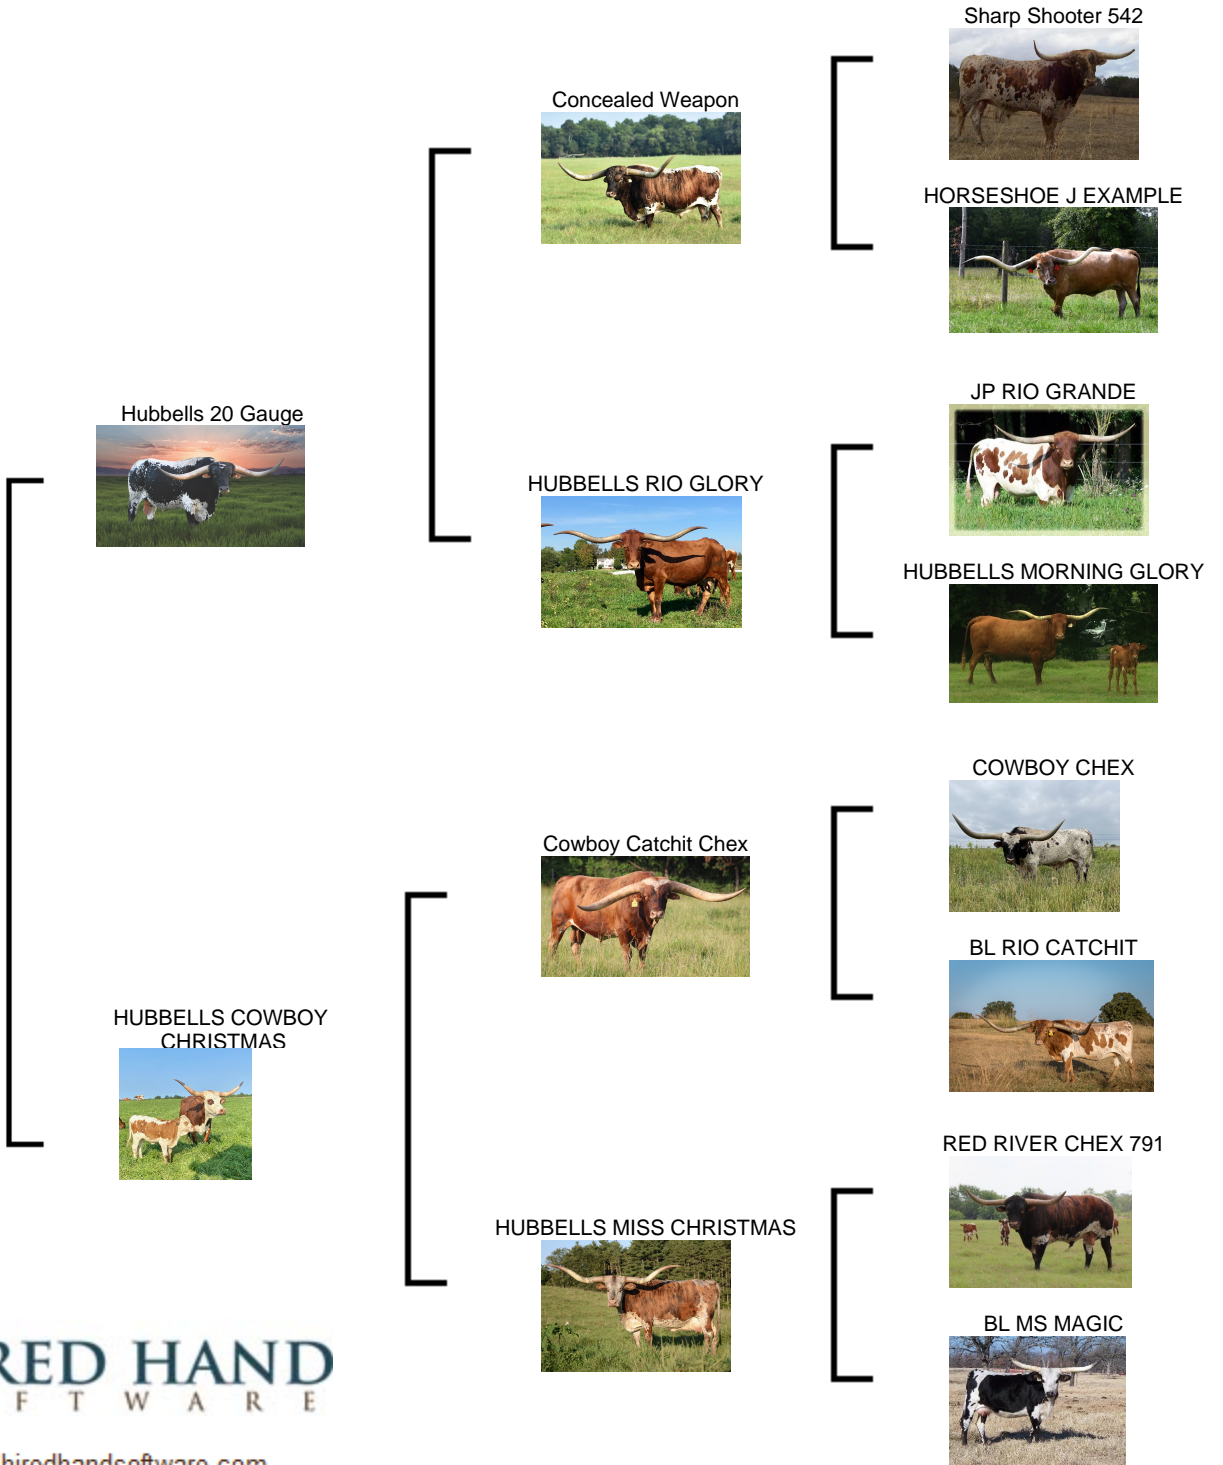 Sharp Shooter 542
Concealed Weapon
HORSESHOE J EXAMPLE
JP RIO GRANDE
Hubbells 20 Gauge
HUBBELLS RIO GLORY
HUBBELLS MORNING GLORY
COWBOY CHEX
Cowboy Catchit Chex
BL RIO CATCHIT
HUBBELLS COWBOY
CHRISTMAS
RED RIVER CHEX 791
HUBBELLS MISS CHRISTMAS
BL MS MAGIC
RED HAND
F T W A R E
hiredhandsoftware.com